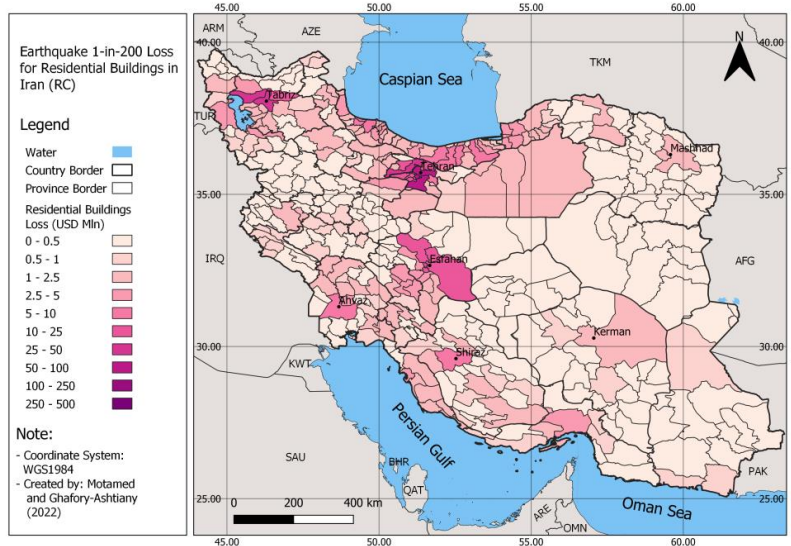 Earthquake 1-in-200 Loss
for Residential Buildings in
Iran (RC)
Legend
Water
Country Border
Province Border
Residential Buildings
Loss (USD Mln)
0 - 0.5
0.5 - 1
1 - 2.5
2.5 - 5
5 - 10
10 - 25
25 - 50
50 - 100
100 - 250
250 - 500
Note:
- Coordinate System:
WGS1984
- Created by: Motamed
and Ghafory-Ashtiany
(2022)
45.00 50.00 55.00 60.00
40.00 40.00
ARM AZE
N
Caspian Sea
TKM
Tabriz
TUR
Mashhad
Tehran
35.00 35.00
IRQ
Esfahan
AFG
Ahvaz
Kerman
30.00 30.00
Shiraz
KWT
Persian Gulf
SAU
BHR
PAK
QAT
25.00 25.00
Oman Sea
ARE
OMN
0 200 400 km
45.00 50.00 55.00 60.00